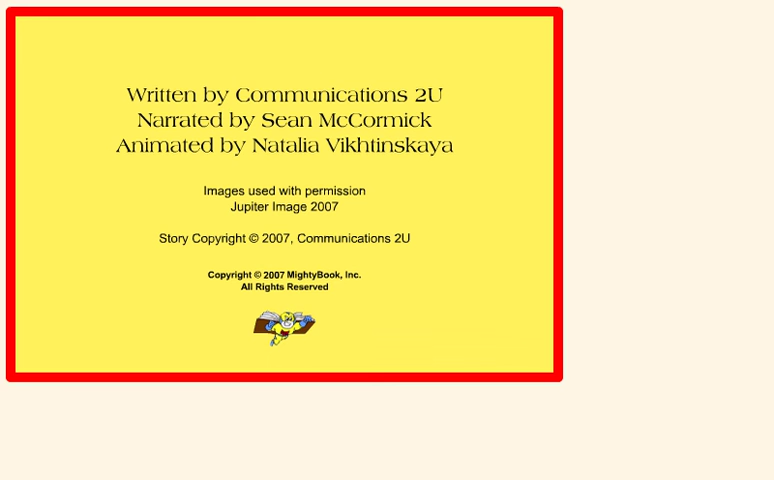 Written by Communications 2U
Narrated by Sean McCormick
Animated by Natalia Vikhtinskaya
Images used with permission
Jupiter Image 2007
Story Copyright © 2007, Communications 2U
Copyright © 2007 MightyBook, Inc.
All Rights Reserved